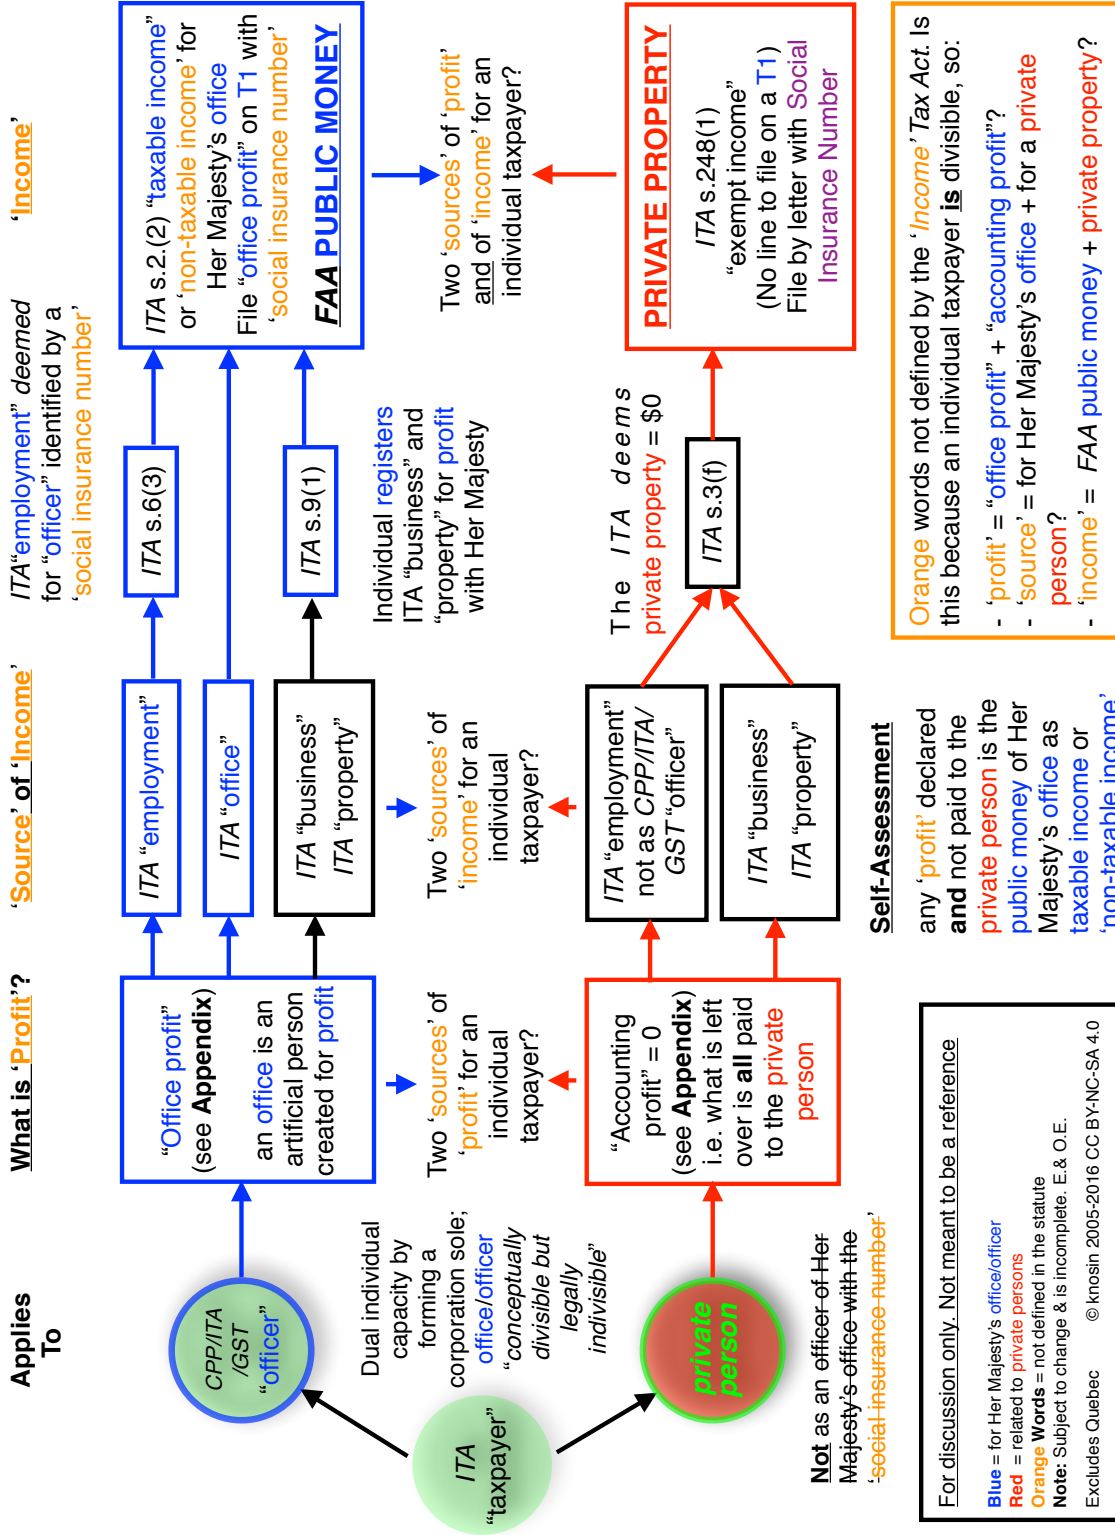 Applies
To
What is ‘Profit’?
‘Source’ of ‘Income’
‘Income’
ITA
“taxpayer”
CPP/ITA
/GST
“officer”
Dual individual
capacity by
forming a
corporation sole;
office/officer
“conceptually
divisible but
legally
indivisible”
private
person
Not as an officer of Her
Majesty’s office with the
‘social insurance number’
“Office profit”
(see Appendix)
an office is an
artificial person
created for profit
Two ‘sources’ of
‘profit’ for an
individual
taxpayer?
“Accounting
profit” = 0
(see Appendix)
i.e. what is left
over is all paid
to the private
person
ITA “employment”
ITA “office”
ITA “business”
ITA “property”
Two ‘sources’ of
‘income’ for an
individual
taxpayer?
ITA “employment”
not as CPP/ITA/
GST “officer”
ITA “business”
ITA “property”
ITA“employment” deemed
for “officer” identified by a
‘social insurance number’
ITA s.6(3)
ITA s.9(1)
Individual registers
ITA “business” and
“property” for profit
with Her Majesty
The ITA deems
private property = $0
ITA s.3(f)
ITA s.2.(2) “taxable income”
or ‘non-taxable income’ for
Her Majesty’s office
File “office profit” on T1 with
‘social insurance number’
FAA PUBLIC MONEY
Two ‘sources’ of ‘profit’
and of ‘income’ for an
individual taxpayer?
PRIVATE PROPERTY
ITA s.248(1)
“exempt income”
(No line to file on a T1)
File by letter with Social
Insurance Number
For discussion only. Not meant to be a reference
Blue = for Her Majesty’s office/officer
Red = related to private persons
Orange Words = not defined in the statute
Note: Subject to change & is incomplete. E.& O.E.
Excludes Quebec © knosin 2005-2016 CC BY-NC-SA 4.0
Self-Assessment
any ‘profit’ declared
and not paid to the
private person is the
public money of Her
Majesty’s office as
taxable income or
‘non-taxable income’
Orange words not defined by the ‘Income’ Tax Act. Is
this because an individual taxpayer is divisible, so:
- ‘profit’ = “office profit” + “accounting profit”?
- ‘source’ = for Her Majesty’s office + for a private
person?
- ‘income’ = FAA public money + private property?